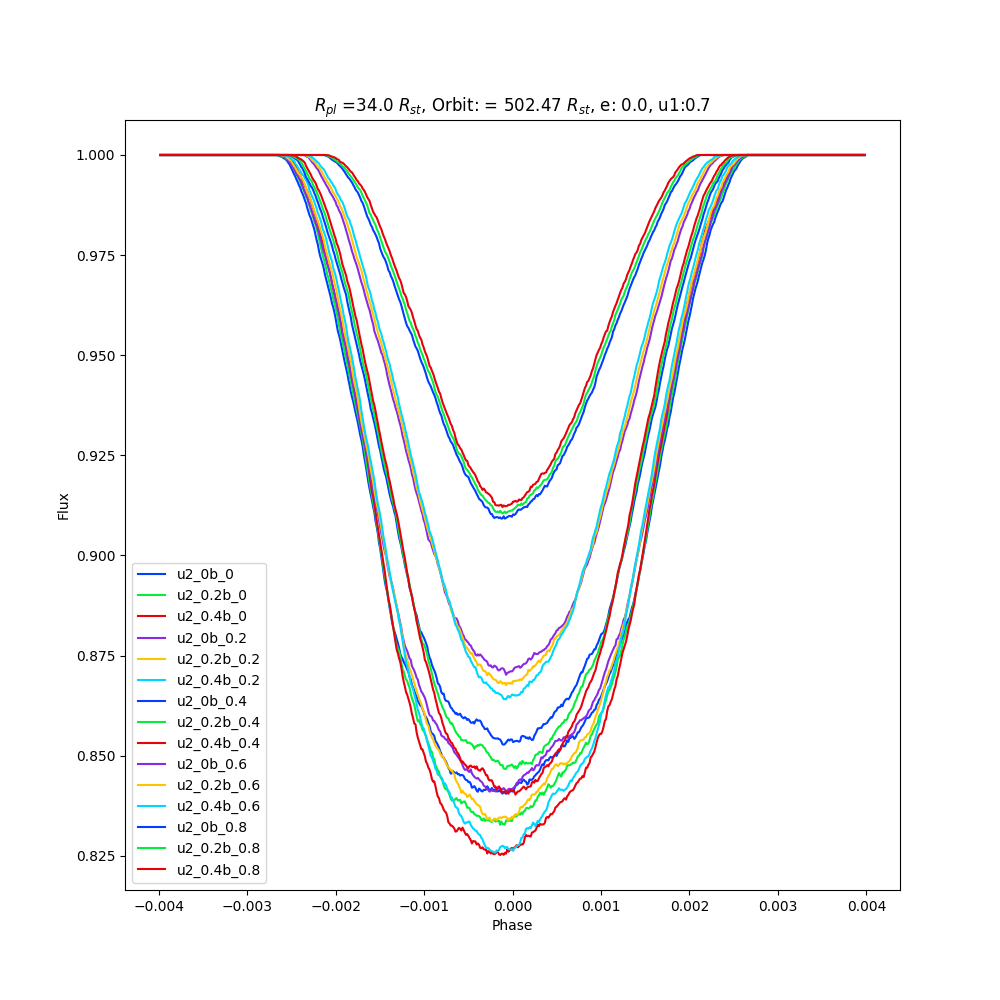 R_pl =34.0 R_st, Orbit: = 502.47 R_st, e: 0.0, u1:0.7
1.000
0.975
0.950
0.925
0.900
0.875
0.850
0.825
Flux
u2_0b_0
u2_0.2b_0
u2_0.4b_0
u2_0b_0.2
u2_0.2b_0.2
u2_0.4b_0.2
u2_0b_0.4
u2_0.2b_0.4
u2_0.4b_0.4
u2_0b_0.6
u2_0.2b_0.6
u2_0.4b_0.6
u2_0b_0.8
u2_0.2b_0.8
u2_0.4b_0.8
−0.004 −0.003 −0.002 −0.001 0.000 0.001 0.002 0.003 0.004
Phase